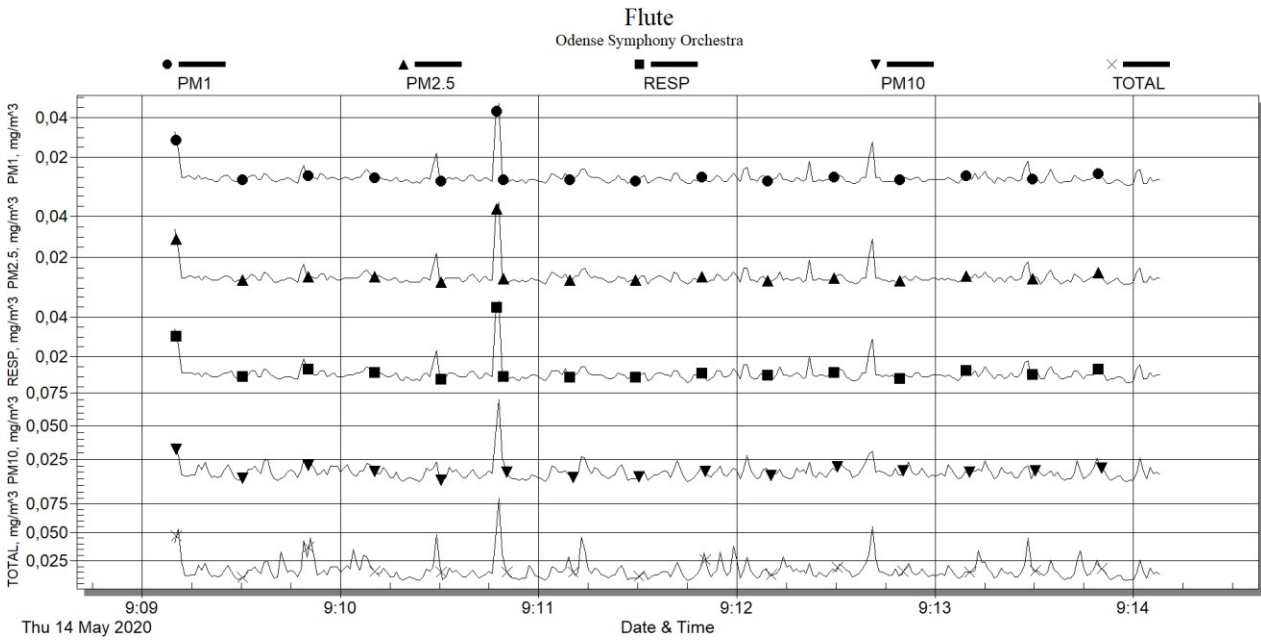 Flute
Odense Symphony Orchestra
PM1 PM2.5 RESP PM10 TOTAL
PM1, mg/m^3
0,04
0,02
PM2.5, mg/m^3
0,04
0,02
RESP, mg/m^3
0,04
0,02
PM10, mg/m^3
0,075
0,050
0,025
TOTAL, mg/m^3
0,075
0,050
0,025
9:09 9:10 9:11 9:12 9:13 9:14
Thu 14 May 2020 Date & Time